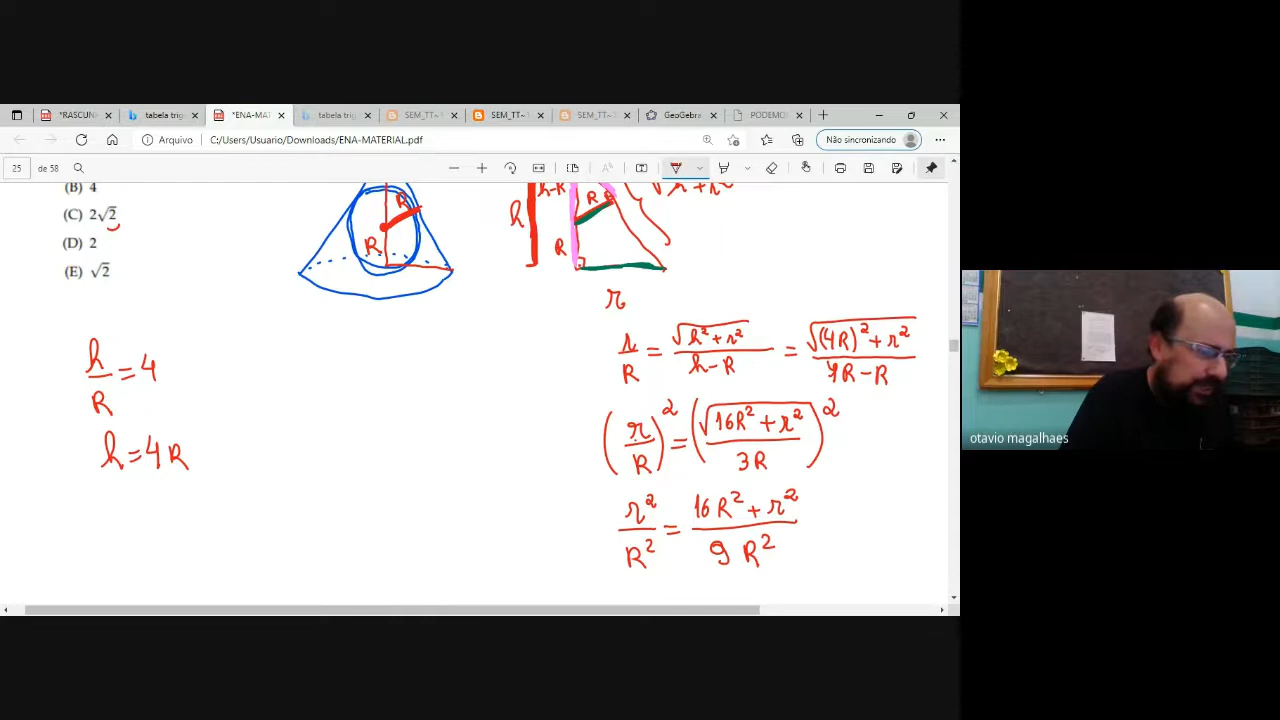 *RASCUN
tabela trig
*ENA-MAT
tabela trig
SEM_TT~
SEM_TT~
SEM_TT~
GeoGebra
PODEMO
Arquivo
C:/Users/Usuario/Downloads/ENA-MATERIAL.pdf
Não sincronizando
25 de 58
(B) 4
(C) 2√2
(D) 2
(E) √2
R
R
h
h-R
R
R
√h²+r²
r
r/R = √(h²+r²)/(h-R) = √((4R)²+r²)/(4R-R)
(r/R)² = (√(16R²+r²)/3R)²
r²/R² = (16R²+r²)/9R²
h/R = 4
h=4R
otavio magalhaes